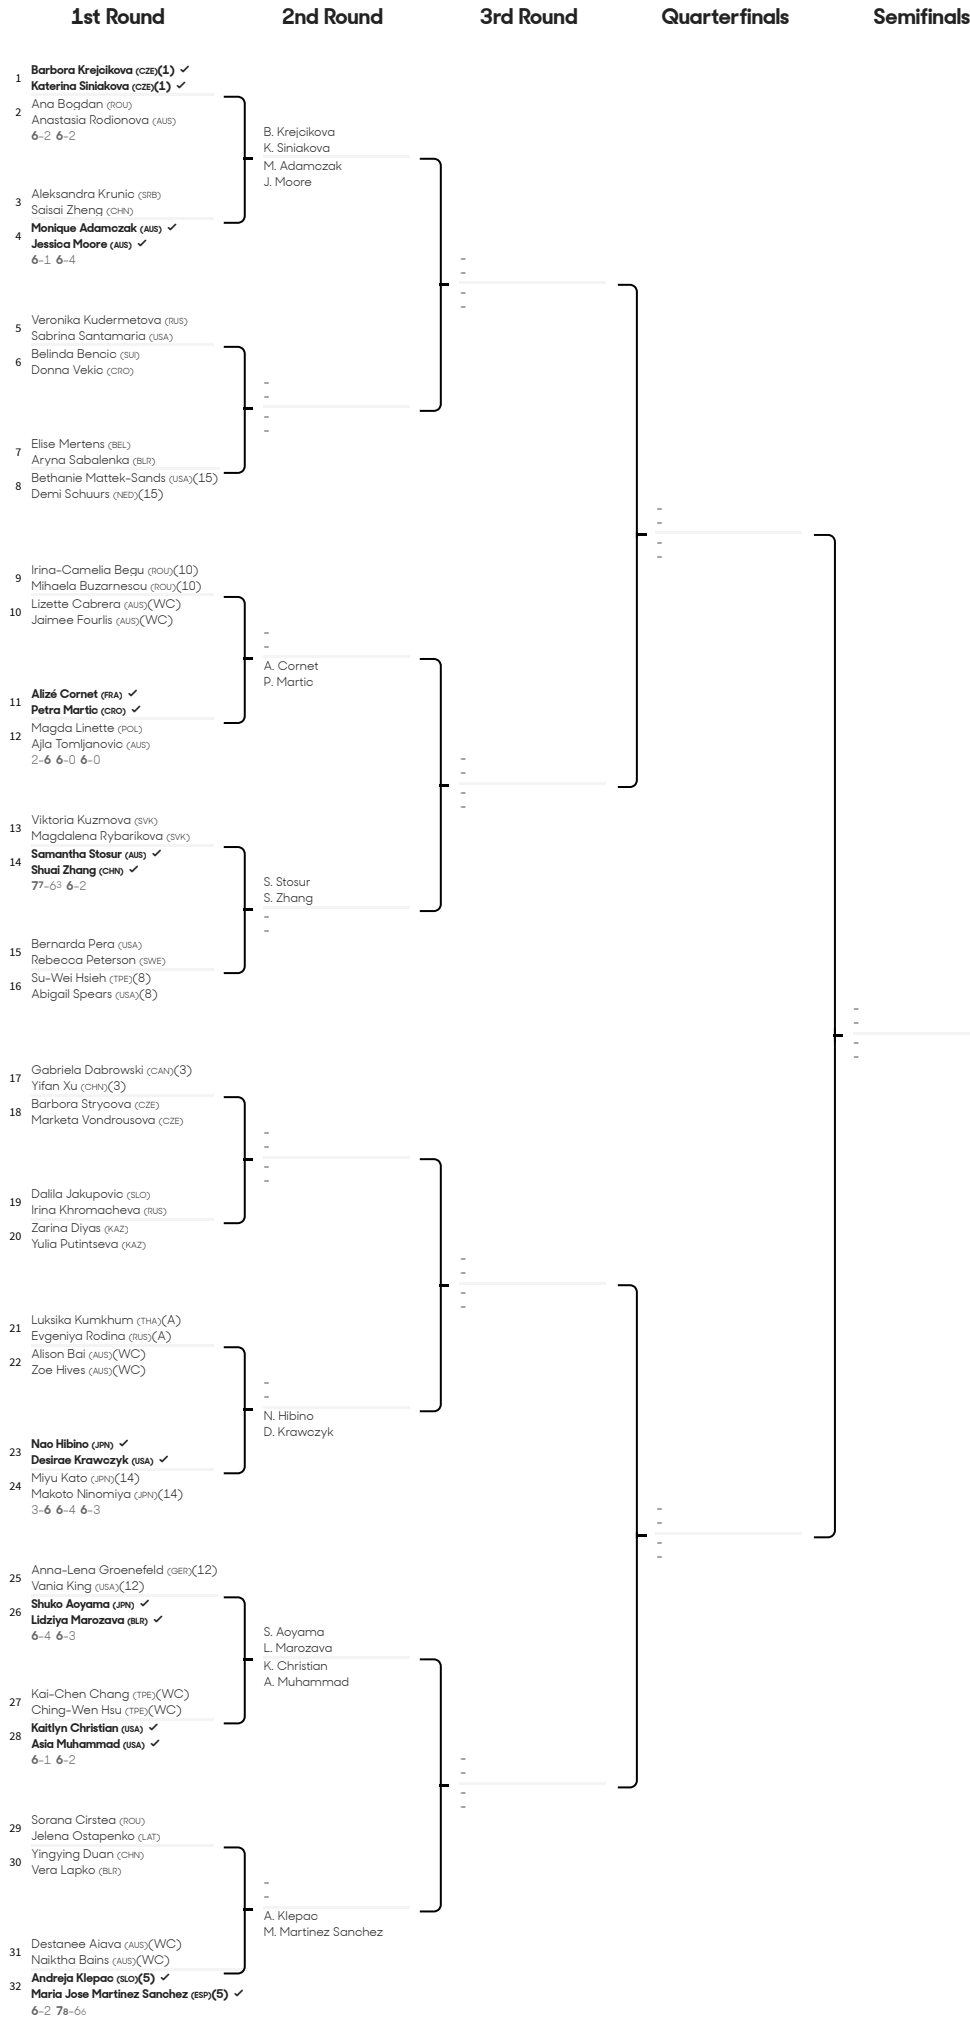 1st Round
2nd Round
3rd Round
Quarterfinals
Semifinals
1
Barbora Krejcikova (CZE)(1) ✓
Katerina Siniakova (CZE)(1) ✓
2
Ana Bogdan (ROU)
Anastasia Rodionova (AUS)
6-2 6-2
B. Krejcikova
K. Siniakova
M. Adamczak
J. Moore
3
Aleksandra Krunic (SRB)
Saisai Zheng (CHN)
4
Monique Adamczak (AUS) ✓
Jessica Moore (AUS) ✓
6-1 6-4
-
-
-
-
5
Veronika Kudermetova (RUS)
Sabrina Santamaria (USA)
6
Belinda Bencic (SUI)
Donna Vekic (CRO)
-
-
-
-
7
Elise Mertens (BEL)
Aryna Sabalenka (BLR)
8
Bethanie Mattek-Sands (USA)(15)
Demi Schuurs (NED)(15)
-
-
-
-
9
Irina-Camelia Begu (ROU)(10)
Mihaela Buzarnescu (ROU)(10)
10
Lizette Cabrera (AUS)(WC)
Jaimee Fourlis (AUS)(WC)
-
-
A. Cornet
P. Martic
11
Alizé Cornet (FRA) ✓
Petra Martic (CRO) ✓
12
Magda Linette (POL)
Ajla Tomljanovic (AUS)
2-6 6-0 6-0
-
-
-
-
13
Viktoria Kuzmova (SVK)
Magdalena Rybarikova (SVK)
14
Samantha Stosur (AUS) ✓
Shuai Zhang (CHN) ✓
77-63 6-2
S. Stosur
S. Zhang
-
-
15
Bernarda Pera (USA)
Rebecca Peterson (SWE)
16
Su-Wei Hsieh (TPE)(8)
Abigail Spears (USA)(8)
-
-
-
-
17
Gabriela Dabrowski (CAN)(3)
Yifan Xu (CHN)(3)
18
Barbora Strycova (CZE)
Marketa Vondrousova (CZE)
-
-
-
-
19
Dalila Jakupovic (SLO)
Irina Khromacheva (RUS)
20
Zarina Diyas (KAZ)
Yulia Putintseva (KAZ)
-
-
-
-
21
Luksika Kumkhum (THA)(A)
Evgeniya Rodina (RUS)(A)
22
Alison Bai (AUS)(WC)
Zoe Hives (AUS)(WC)
-
-
N. Hibino
D. Krawczyk
23
Nao Hibino (JPN) ✓
Desirae Krawczyk (USA) ✓
24
Miyu Kato (JPN)(14)
Makoto Ninomiya (JPN)(14)
3-6 6-4 6-3
-
-
-
-
25
Anna-Lena Groenefeld (GER)(12)
Vania King (USA)(12)
26
Shuko Aoyama (JPN) ✓
Lidziya Marozava (BLR) ✓
6-4 6-3
S. Aoyama
L. Marozava
K. Christian
A. Muhammad
27
Kai-Chen Chang (TPE)(WC)
Ching-Wen Hsu (TPE)(WC)
28
Kaitlyn Christian (USA) ✓
Asia Muhammad (USA) ✓
6-1 6-2
-
-
-
-
29
Sorana Cirstea (ROU)
Jelena Ostapenko (LAT)
30
Yingying Duan (CHN)
Vera Lapko (BLR)
-
-
A. Klepac
M. Martinez Sanchez
31
Destanee Aiava (AUS)(WC)
Naiktha Bains (AUS)(WC)
32
Andreja Klepac (SLO)(5) ✓
Maria Jose Martinez Sanchez (ESP)(5) ✓
6-2 78-66